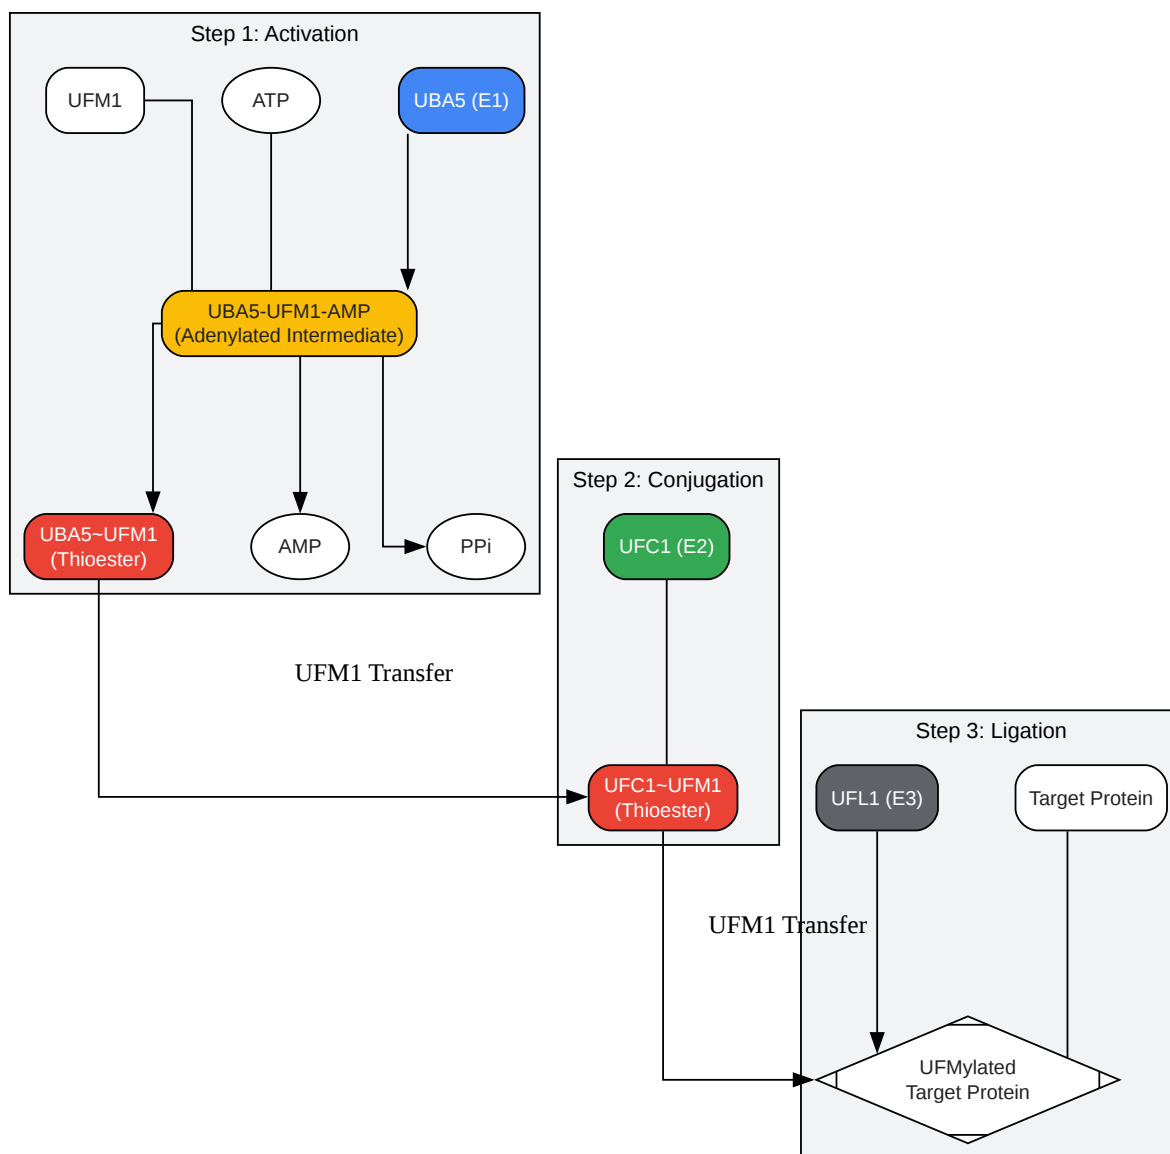 Step 1: Activation
UFM1
ATP
UBA5 (E1)
UBA5-UFM1-AMP
(Adenylated Intermediate)
UBA5~UFM1
(Thioester)
AMP
PPi
Step 2: Conjugation
UFC1 (E2)
UFM1 Transfer
UFC1~UFM1
(Thioester)
Step 3: Ligation
UFL1 (E3)
Target Protein
UFM1 Transfer
UFMylated
Target Protein